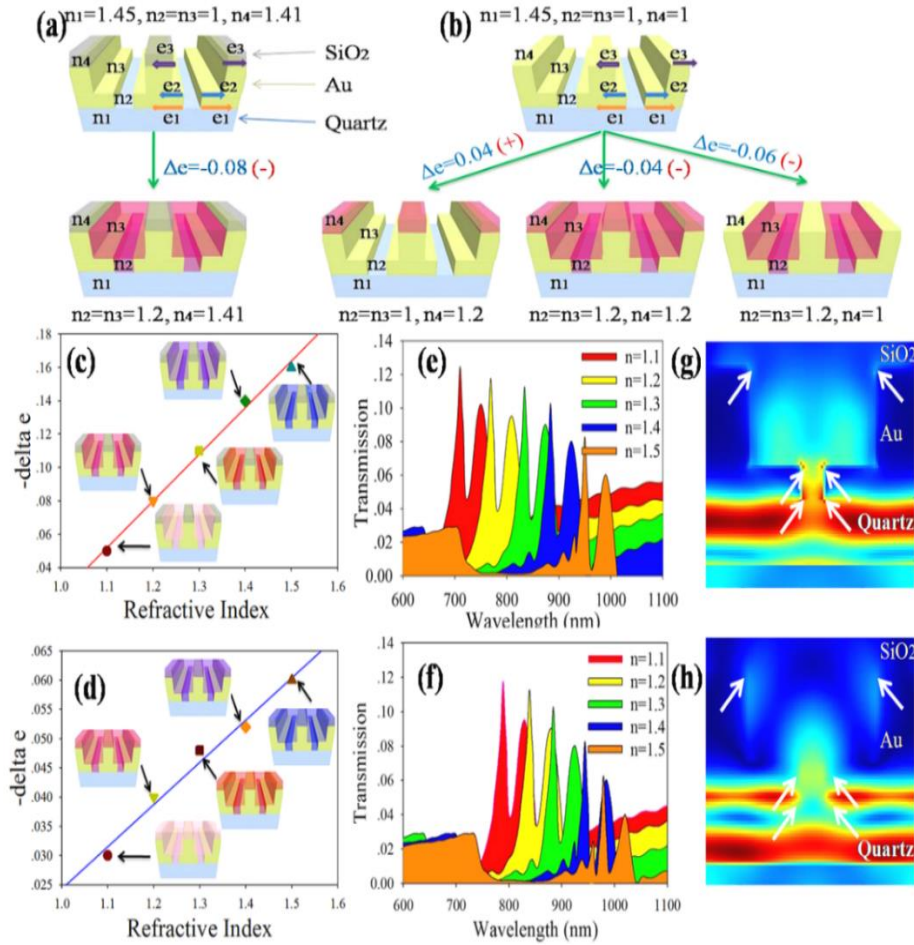 (a)
n₁=1.45, n₂=n₃=1, n₄=1.41
n₄
n₃
n₂
n₁
e₃
e₃
e₂
e₂
e₁
e₁
SiO₂
Au
Quartz
Δe=-0.08 (-)
n₄
n₃
n₂
n₁
n₂=n₃=1.2, n₄=1.41
(b)
n₁=1.45, n₂=n₃=1, n₄=1
n₄
n₃
n₂
n₁
e₃
e₃
e₂
e₂
e₁
e₁
Δe=0.04 (+)
Δe=-0.04 (-)
Δe=-0.06 (-)
n₄
n₃
n₂
n₁
n₂=n₃=1, n₄=1.2
n₄
n₃
n₂
n₁
n₂=n₃=1.2, n₄=1.2
n₄
n₃
n₂
n₁
n₂=n₃=1.2, n₄=1
(c)
-delta e
.18
.16
.14
.12
.10
.08
.06
.04
1.0 1.1 1.2 1.3 1.4 1.5 1.6
Refractive Index
(e)
Transmission
.14
.12
.10
.08
.06
.04
.02
0.00
n=1.1
n=1.2
n=1.3
n=1.4
n=1.5
600 700 800 900 1000 1100
Wavelength (nm)
(g)
SiO₂
Au
Quartz
(d)
-delta e
.065
.060
.055
.050
.045
.040
.035
.030
.025
1.0 1.1 1.2 1.3 1.4 1.5 1.6
Refractive Index
(f)
Transmission
.14
.12
.10
.08
.06
.04
.02
0.00
n=1.1
n=1.2
n=1.3
n=1.4
n=1.5
600 700 800 900 1000 1100
Wavelength (nm)
(h)
SiO₂
Au
Quartz